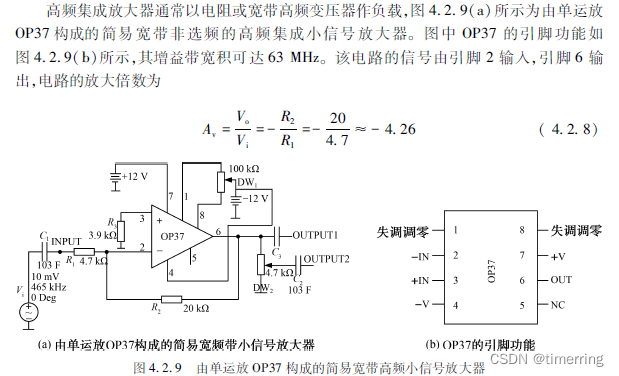 高频集成放大器通常以电阻或宽带高频变压器作负载,图 4.2.9(a)所示为由单运放
OP37 构成的简易宽带非选频的高频集成小信号放大器。图中 OP37 的引脚功能如
图 4.2.9(b)所示,其增益带宽积可达 63 MHz。该电路的信号由引脚 2 输入,引脚 6 输
出,电路的放大倍数为
A_v = V_o/V_i = − R_2/R_1 = − 20/4.7 ≈ − 4.26 ( 4.2.8 )
+12 V
100 kΩ
DW₁
−12 V
7
1
8
R₃
3
3.9 kΩ
+
OP37
−
2
6
5
4
C₁
INPUT
103 F
R₁ 4.7 kΩ
10 mV
465 kHz
0 Deg
V_i
OUTPUT1
C₃
OUTPUT2
4.7 kΩ
C₂
DW₂
103 F
R₂
20 kΩ
失调调零 1
8 失调调零
−IN 2
7 +V
+IN 3
6 OUT
−V 4
5 NC
OP37
(a) 由单运放OP37构成的简易宽频带小信号放大器
(b) OP37的引脚功能
图 4.2.9 由单运放 OP37 构成的简易宽带高频小信号放大器
CSDN @timerring